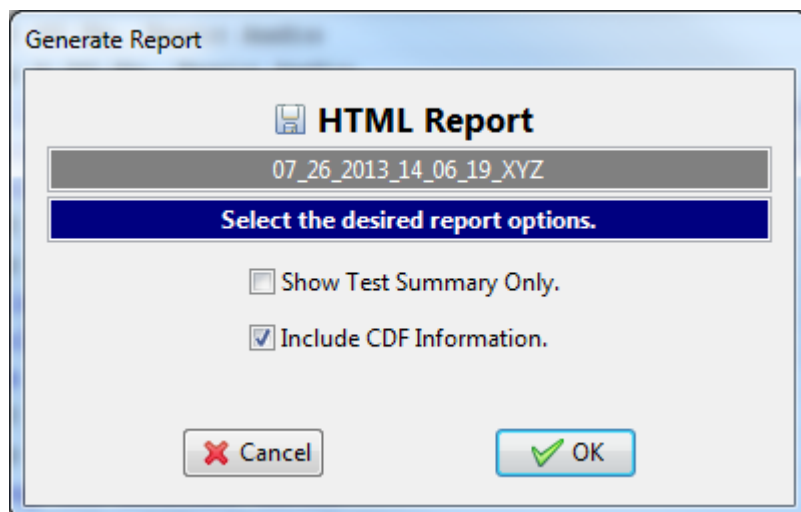 Generate Report
HTML Report
07_26_2013_14_06_19_XYZ
Select the desired report options.
Show Test Summary Only.
Include CDF Information.
Cancel
OK